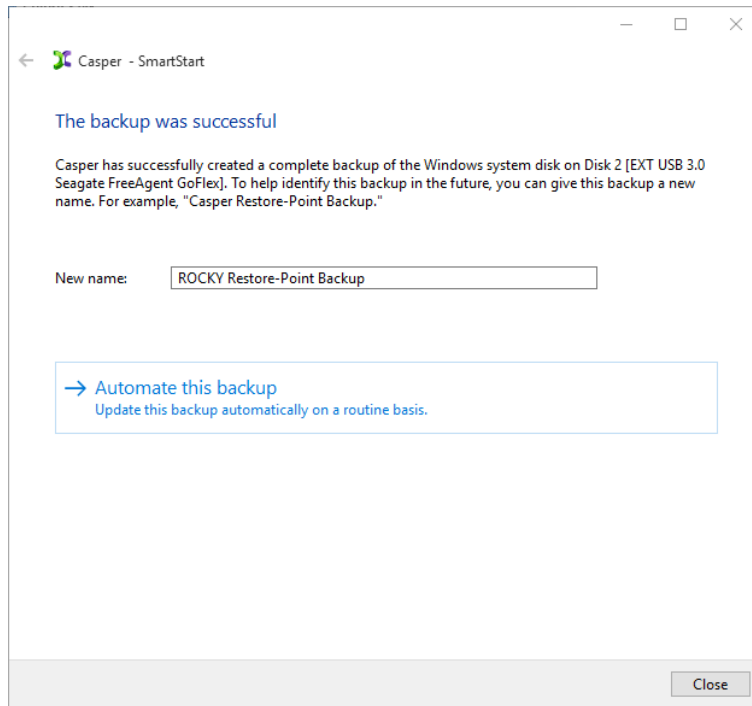 Casper - SmartStart
The backup was successful
Casper has successfully created a complete backup of the Windows system disk on Disk 2 [EXT USB 3.0
Seagate FreeAgent GoFlex]. To help identify this backup in the future, you can give this backup a new
name. For example, "Casper Restore-Point Backup."
New name:    ROCKY Restore-Point Backup
Automate this backup
Update this backup automatically on a routine basis.
Close